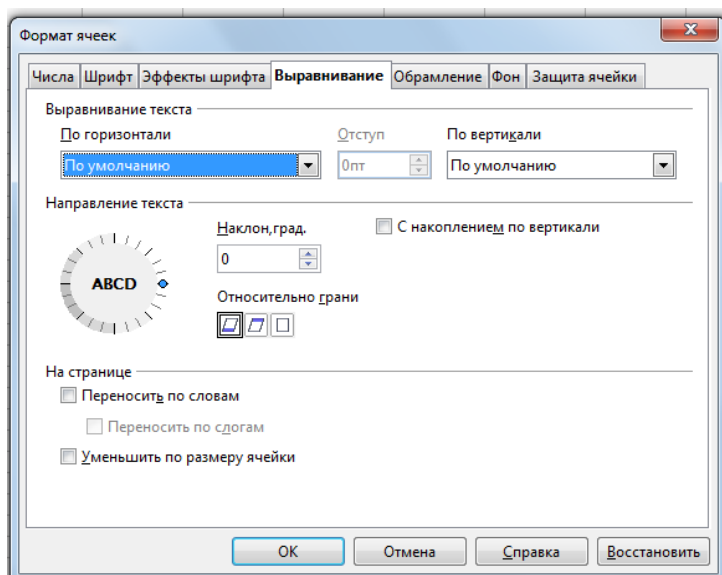 Формат ячеек
Числа Шрифт Эффекты шрифта Выравнивание Обрамление Фон Защита ячейки
Выравнивание текста
По горизонтали Отступ По вертикали
По умолчанию 0пт По умолчанию
Направление текста
Наклон,град. С накоплением по вертикали
ABCD 0
Относительно грани
На странице
Переносить по словам
Переносить по слогам
Уменьшить по размеру ячейки
OK Отмена Справка Восстановить